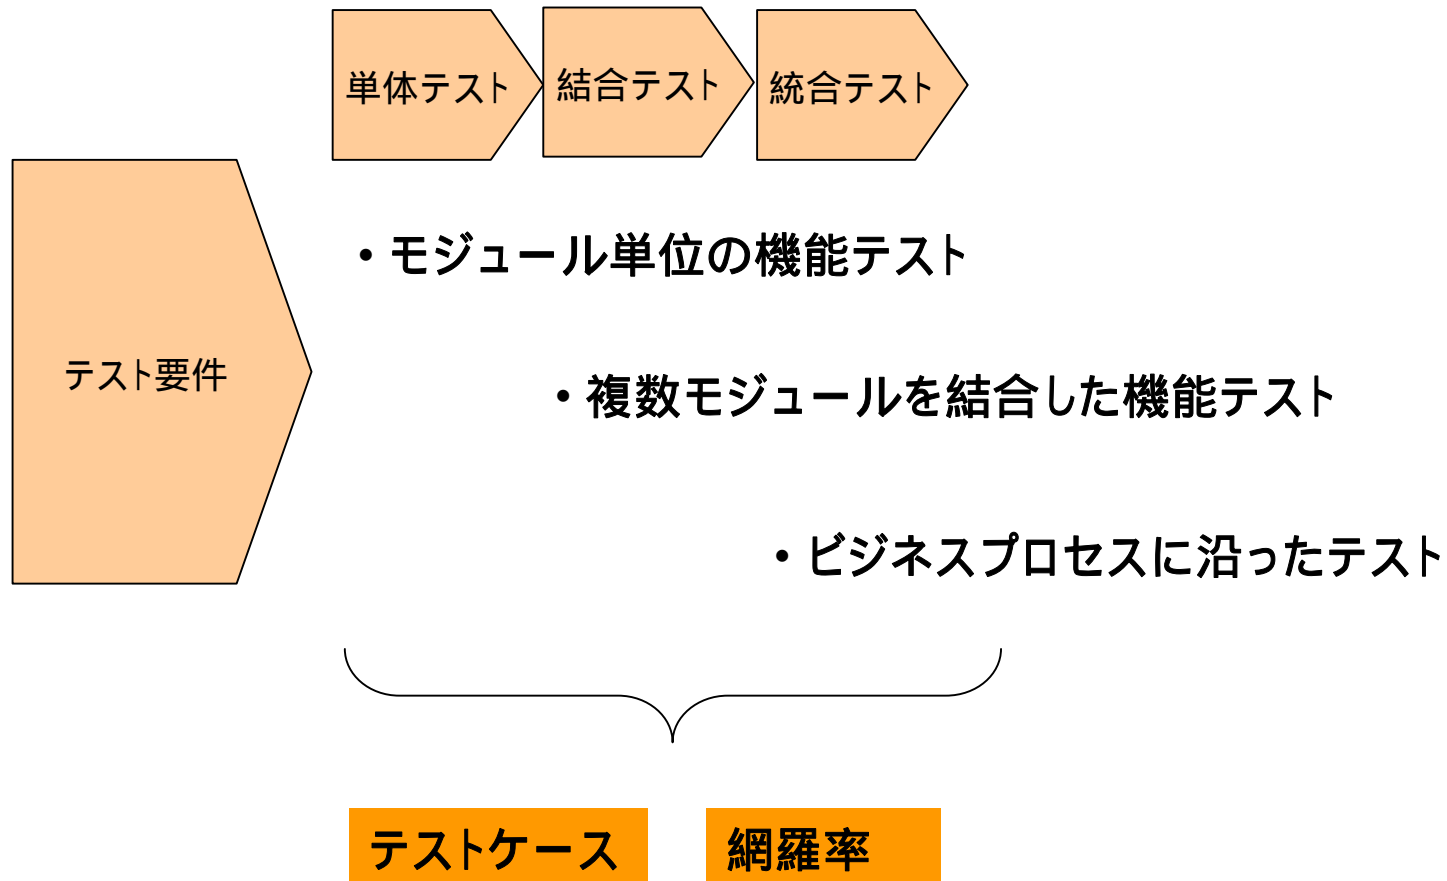 単体テスト
結合テスト
統合テスト
・モジュール単位の機能テスト
テスト要件
・複数モジュールを結合した機能テスト
・ビジネスプロセスに沿ったテスト
テストケース
網羅率